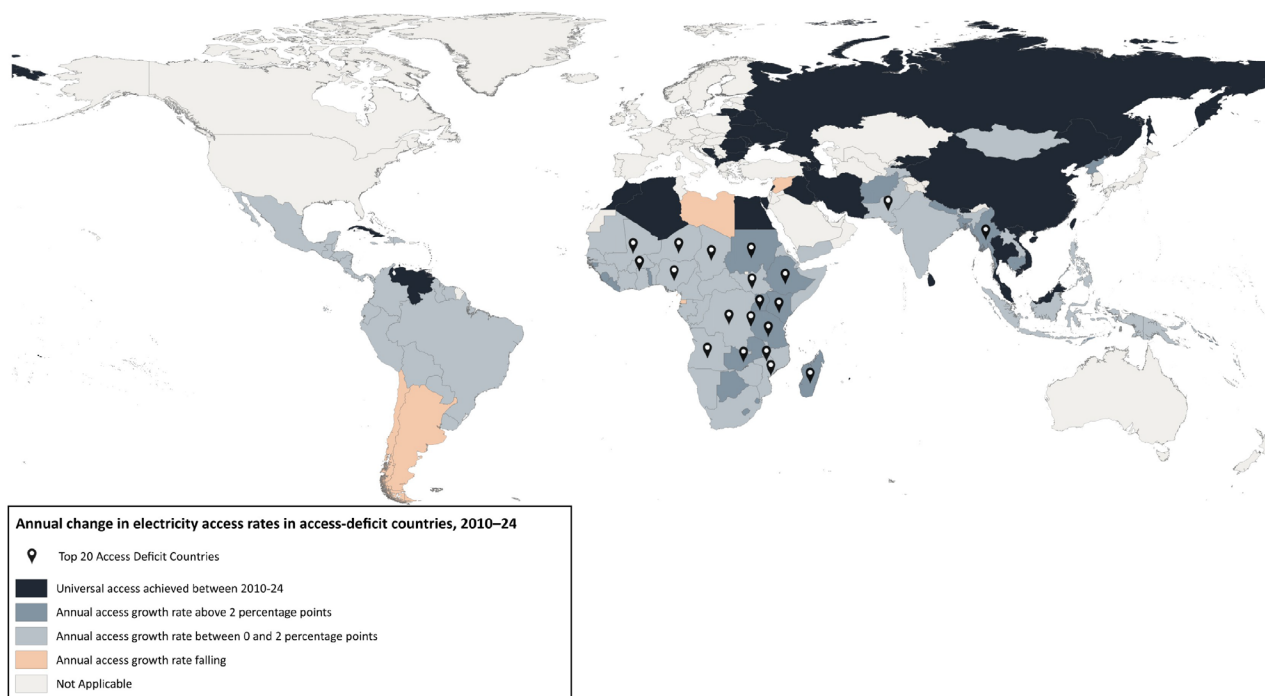 Annual change in electricity access rates in access-deficit countries, 2010–24
Top 20 Access Deficit Countries
Universal access achieved between 2010-24
Annual access growth rate above 2 percentage points
Annual access growth rate between 0 and 2 percentage points
Annual access growth rate falling
Not Applicable